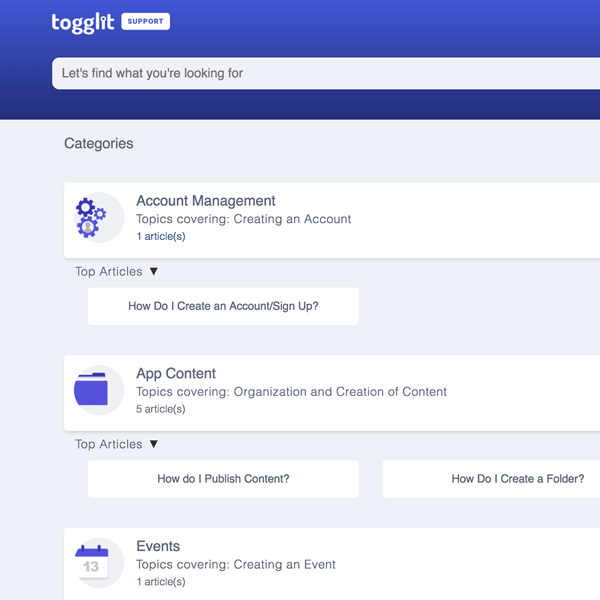 togglit SUPPORT
Let's find what you're looking for
Categories
Account Management
Topics covering: Creating an Account
1 article(s)
Top Articles ▼
How Do I Create an Account/Sign Up?
App Content
Topics covering: Organization and Creation of Content
5 article(s)
Top Articles ▼
How do I Publish Content? How Do I Create a Folder?
13
Events
Topics covering: Creating an Event
1 article(s)